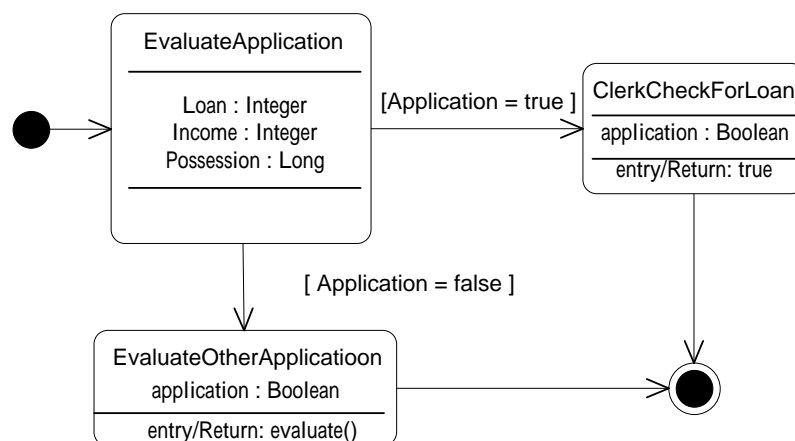 EvaluateApplication
Loan : Integer
Income : Integer
Possession : Long
[Application = true ]
ClerkCheckForLoan
application : Boolean
entry/Return: true
[ Application = false ]
EvaluateOtherApplicatioon
application : Boolean
entry/Return: evaluate()